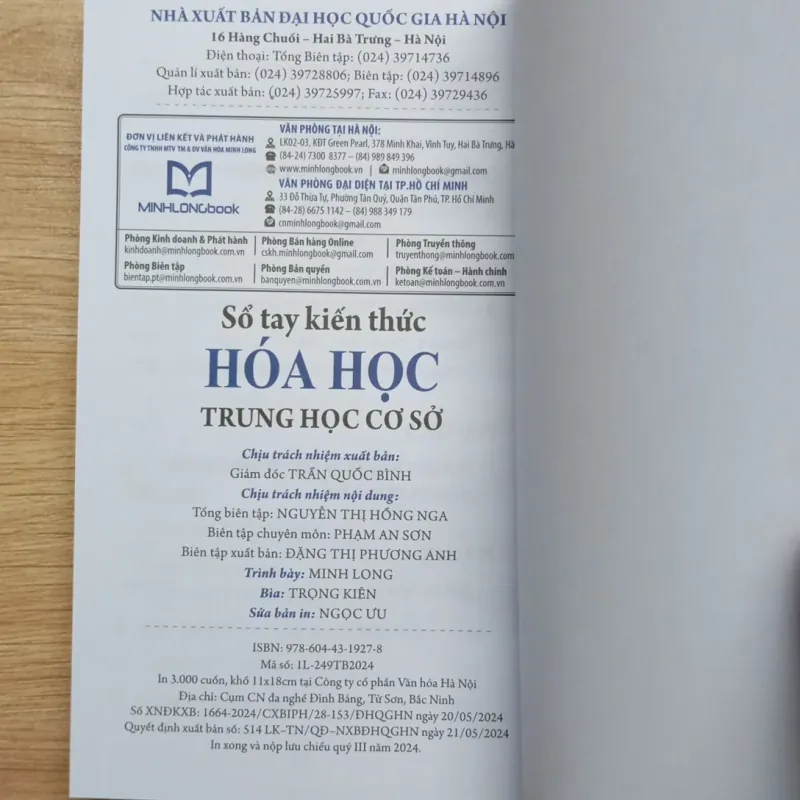 NHÀ XUẤT BẢN ĐẠI HỌC QUỐC GIA HÀ NỘI
16 Hàng Chuối – Hai Bà Trưng – Hà Nội
Điện thoại: Tổng Biên tập: (024) 39714736
Quản lí xuất bản: (024) 39728806; Biên tập: (024) 39714896
Hợp tác xuất bản: (024) 39725997; Fax: (024) 39729436
ĐƠN VỊ LIÊN KẾT VÀ PHÁT HÀNH
CÔNG TY TNHH MTV TM & DV VĂN HÓA MINH LONG
MINHLONGbook
VĂN PHÒNG TẠI HÀ NỘI:
LK02-03, KĐT Green Pearl, 378 Minh Khai, Vĩnh Tuy, Hai Bà Trưng, Hà
(84-24) 7300 8377 – (84) 989 849 396
www.minhlongbook.vn | minhlongbook@gmail.com
VĂN PHÒNG ĐẠI DIỆN TẠI TP.HỒ CHÍ MINH
33 Đỗ Thừa Tự, Phường Tân Quý, Quận Tân Phú, TP. Hồ Chí Minh
(84-28) 6675 1142 – (84) 988 349 179
cnminhlongbook@gmail.com
Phòng Kinh doanh & Phát hành
kinhdoanh@minhlongbook.com.vn
Phòng Bán hàng Online
cskh.minhlongbook@gmail.com
Phòng Truyền thông
truyenthong@minhlongbook.com
Phòng Biên tập
bientap.pt@minhlongbook.com.vn
Phòng Bản quyền
banquyen@minhlongbook.com.vn
Phòng Kế toán – Hành chính
ketoan@minhlongbook.com.vn
Sổ tay kiến thức
HÓA HỌC
TRUNG HỌC CƠ SỞ
Chịu trách nhiệm xuất bản:
Giám đốc TRẦN QUỐC BÌNH
Chịu trách nhiệm nội dung:
Tổng biên tập: NGUYỄN THỊ HỒNG NGA
Biên tập chuyên môn: PHẠM AN SƠN
Biên tập xuất bản: ĐẶNG THỊ PHƯƠNG ANH
Trình bày: MINH LONG
Bìa: TRỌNG KIÊN
Sửa bản in: NGỌC ƯU
ISBN: 978-604-43-1927-8
Mã số: 1L-249TB2024
In 3.000 cuốn, khổ 11x18cm tại Công ty cổ phần Văn hóa Hà Nội
Địa chỉ: Cụm CN đa nghề Đình Bảng, Từ Sơn, Bắc Ninh
Số XNĐKXB: 1664-2024/CXBIPH/28-153/ĐHQGHN ngày 20/05/2024
Quyết định xuất bản số: 514 LK–TN/QĐ–NXBĐHQGHN ngày 21/05/2024
In xong và nộp lưu chiểu quý III năm 2024.